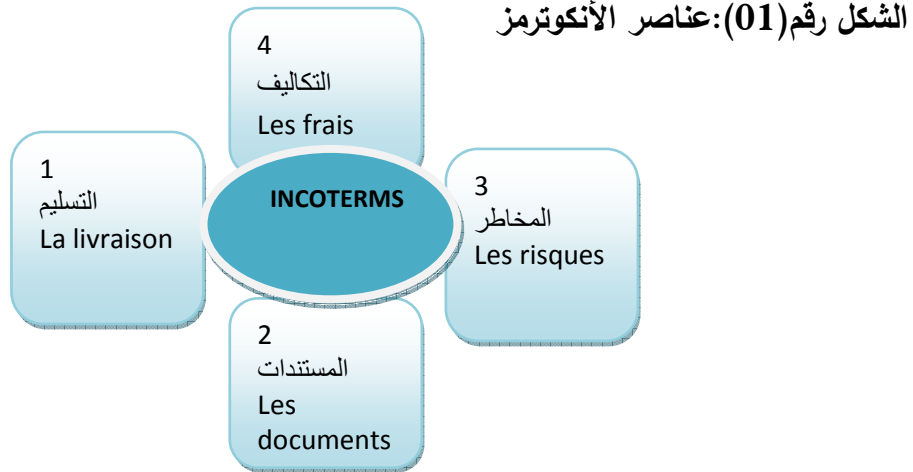 الشكل رقم(01):عناصر الأنكوترمز
4
التكاليف
Les frais
1
التسليم
La livraison
INCOTERMS
3
المخاطر
Les risques
2
المستندات
Les
documents